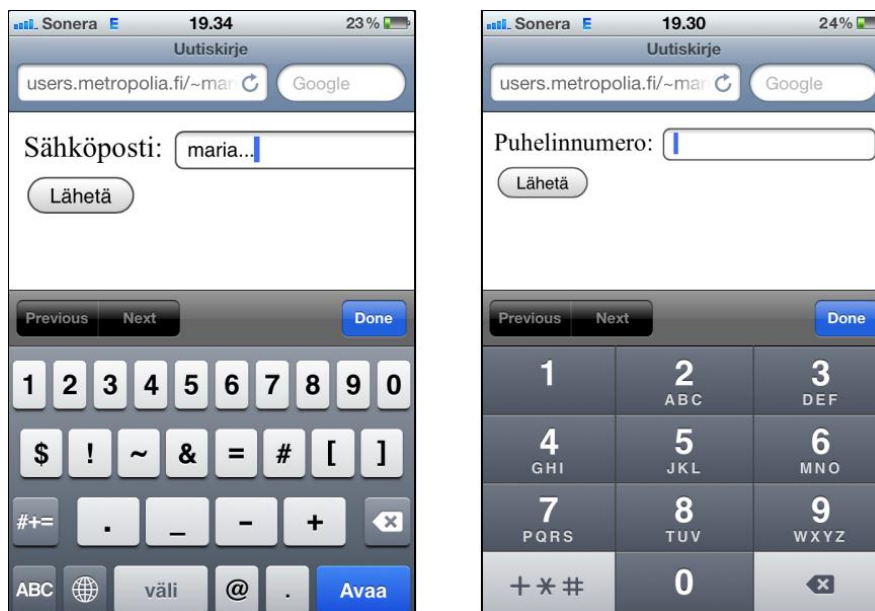 Sonera E 19.34 23%
Uutiskirje
users.metropolia.fi/~mar Google
Sähköposti: maria...
Lähetä
Previous Next Done
1 2 3 4 5 6 7 8 9 0
$ ! ~ & = # [ ]
#+= . _ - +
ABC väli @ . Avaa
Sonera E 19.30 24%
Uutiskirje
users.metropolia.fi/~mar Google
Puhelinnumero:
Lähetä
Previous Next Done
1 2 3
ABC DEF
4 5 6
GHI JKL MNO
7 8 9
PQRS TUV WXYZ
+*# 0